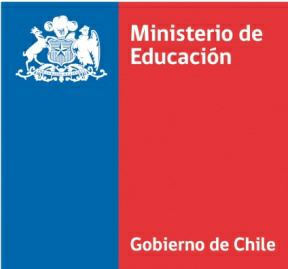 Ministerio de
Educación
Gobierno de Chile